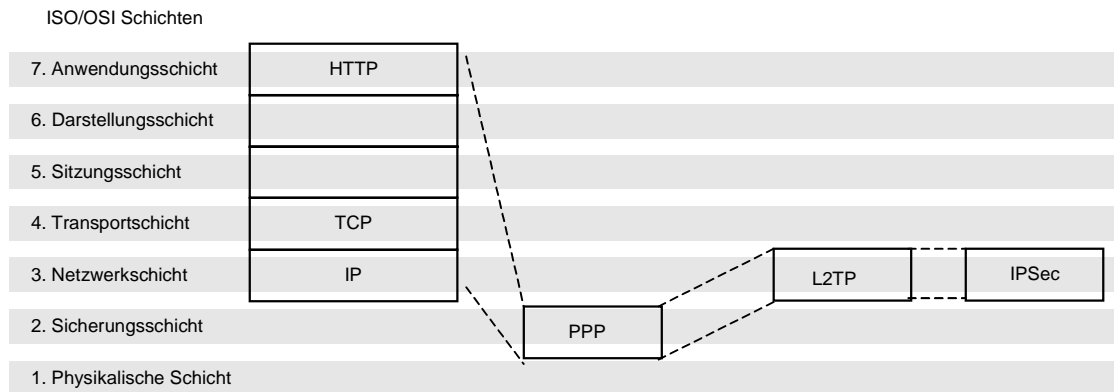 ISO/OSI Schichten
7. Anwendungsschicht HTTP
6. Darstellungsschicht
5. Sitzungsschicht
4. Transportschicht TCP
3. Netzwerkschicht IP L2TP IPSec
2. Sicherungsschicht PPP
1. Physikalische Schicht